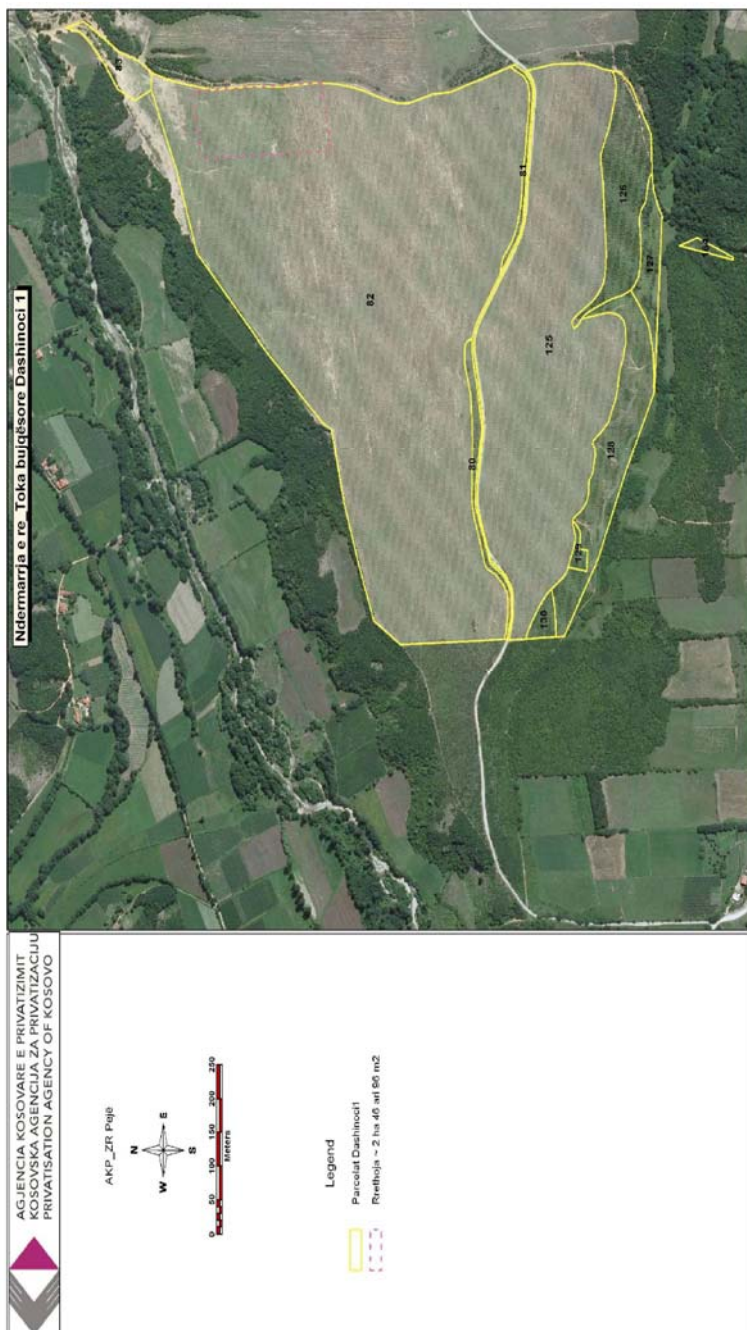 AGJENCIA KOSOVARE E PRIVATIZIMIT
KOSOVSKA AGENCIJA ZA PRIVATIZACIJU
PRIVATISATION AGENCY OF KOSOVO
AKP_ZR Pejë
N
W
E
S
0 50 100 150 200 250
Meters
Legend
Parcelat Dashinoci1
Rrethoja ~ 2 ha 46 ari 96 m2
Ndermarrja e re_Toka bujqësore Dashinoci 1
83
82
81
80
125
126
127
128
136